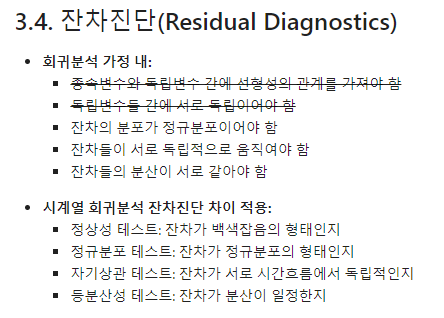 3.4. 잔차진단(Residual Diagnostics)
회귀분석 가정 내:
종속변수와 독립변수 간에 선형성의 관계를 가져야 함
독립변수들 간에 서로 독립이어야 함
잔차의 분포가 정규분포이어야 함
잔차들이 서로 독립적으로 움직여야 함
잔차들의 분산이 서로 같아야 함
시계열 회귀분석 잔차진단 차이 적용:
정상성 테스트: 잔차가 백색잡음의 형태인지
정규분포 테스트: 잔차가 정규분포의 형태인지
자기상관 테스트: 잔차가 서로 시간흐름에서 독립적인지
등분산성 테스트: 잔차가 분산이 일정한지